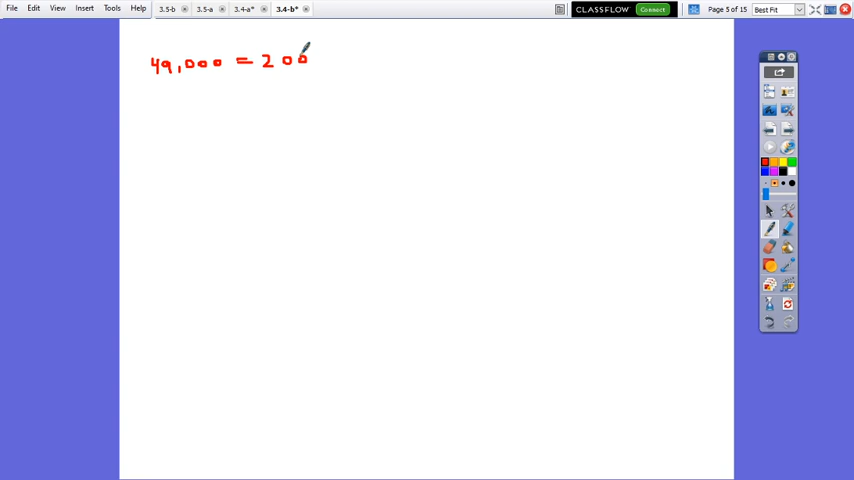 File Edit View Insert Tools Help 3.5-b 3.5-a 3.4-a* 3.4-b* CLASSFLOW Connect Page 5 of 15 Best Fit
49,000 = 200